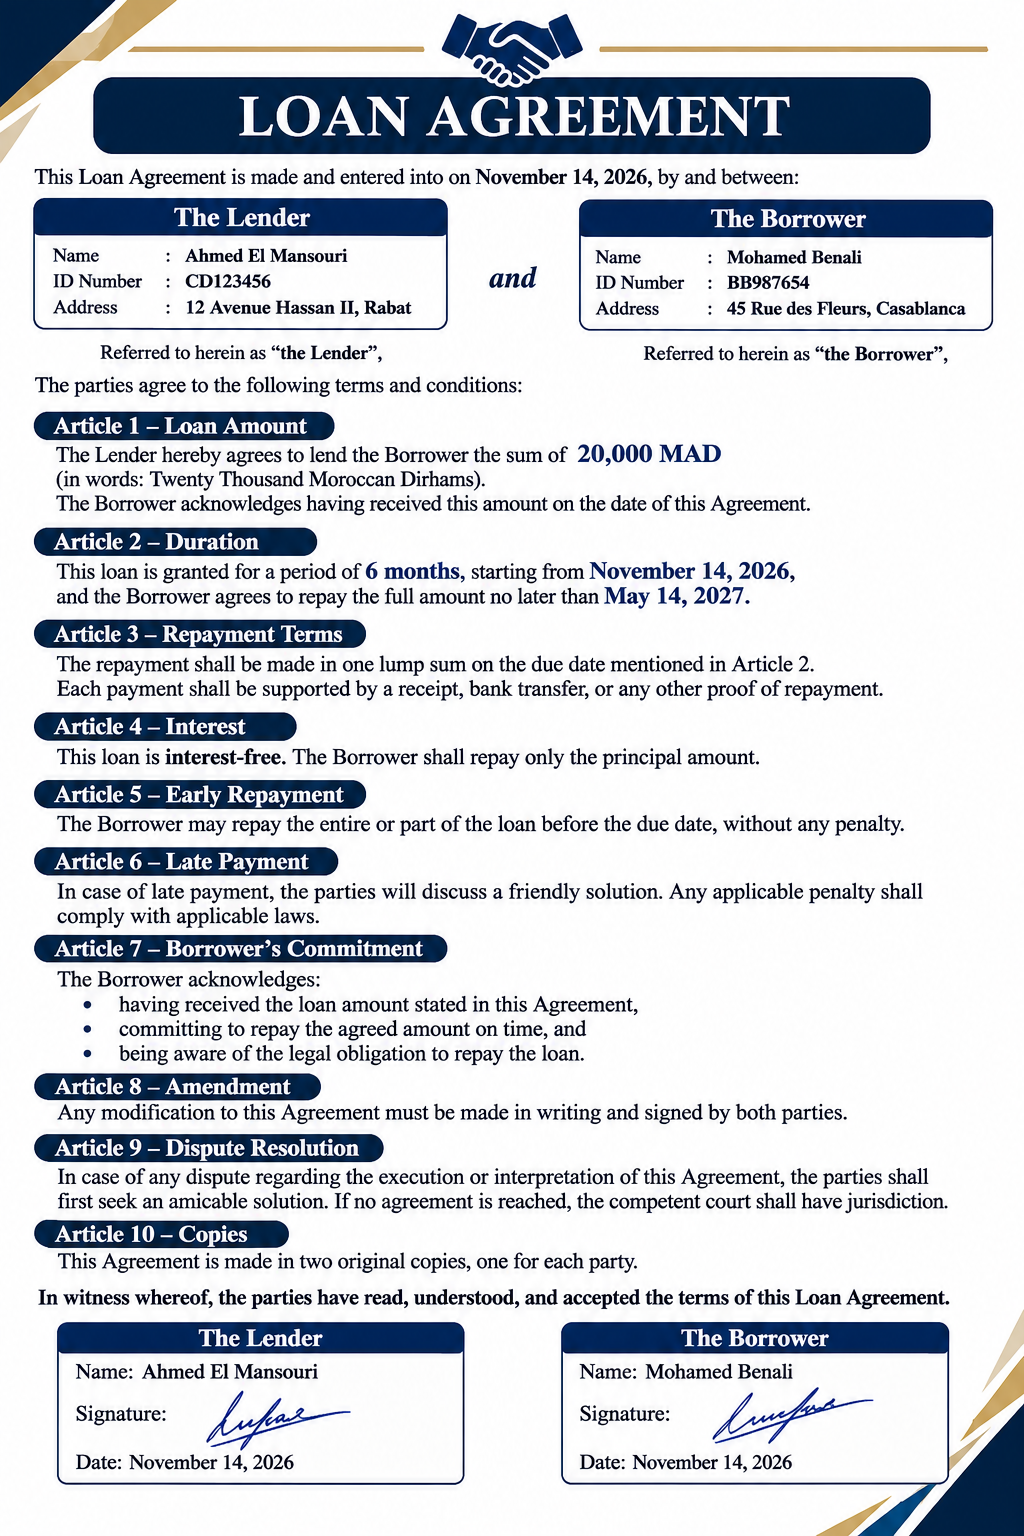 LOAN AGREEMENT
This Loan Agreement is made and entered into on November 14, 2026, by and between:
The Lender
Name : Ahmed El Mansouri
ID Number : CD123456
Address : 12 Avenue Hassan II, Rabat
and
The Borrower
Name : Mohamed Benali
ID Number : BB987654
Address : 45 Rue des Fleurs, Casablanca
Referred to herein as “the Lender”,
Referred to herein as “the Borrower”,
The parties agree to the following terms and conditions:
Article 1 – Loan Amount
The Lender hereby agrees to lend the Borrower the sum of 20,000 MAD
(in words: Twenty Thousand Moroccan Dirhams).
The Borrower acknowledges having received this amount on the date of this Agreement.
Article 2 – Duration
This loan is granted for a period of 6 months, starting from November 14, 2026,
and the Borrower agrees to repay the full amount no later than May 14, 2027.
Article 3 – Repayment Terms
The repayment shall be made in one lump sum on the due date mentioned in Article 2.
Each payment shall be supported by a receipt, bank transfer, or any other proof of repayment.
Article 4 – Interest
This loan is interest-free. The Borrower shall repay only the principal amount.
Article 5 – Early Repayment
The Borrower may repay the entire or part of the loan before the due date, without any penalty.
Article 6 – Late Payment
In case of late payment, the parties will discuss a friendly solution. Any applicable penalty shall
comply with applicable laws.
Article 7 – Borrower’s Commitment
The Borrower acknowledges:
• having received the loan amount stated in this Agreement,
• committing to repay the agreed amount on time, and
• being aware of the legal obligation to repay the loan.
Article 8 – Amendment
Any modification to this Agreement must be made in writing and signed by both parties.
Article 9 – Dispute Resolution
In case of any dispute regarding the execution or interpretation of this Agreement, the parties shall
first seek an amicable solution. If no agreement is reached, the competent court shall have jurisdiction.
Article 10 – Copies
This Agreement is made in two original copies, one for each party.
In witness whereof, the parties have read, understood, and accepted the terms of this Loan Agreement.
The Lender
Name: Ahmed El Mansouri
Signature:
Date: November 14, 2026
The Borrower
Name: Mohamed Benali
Signature:
Date: November 14, 2026